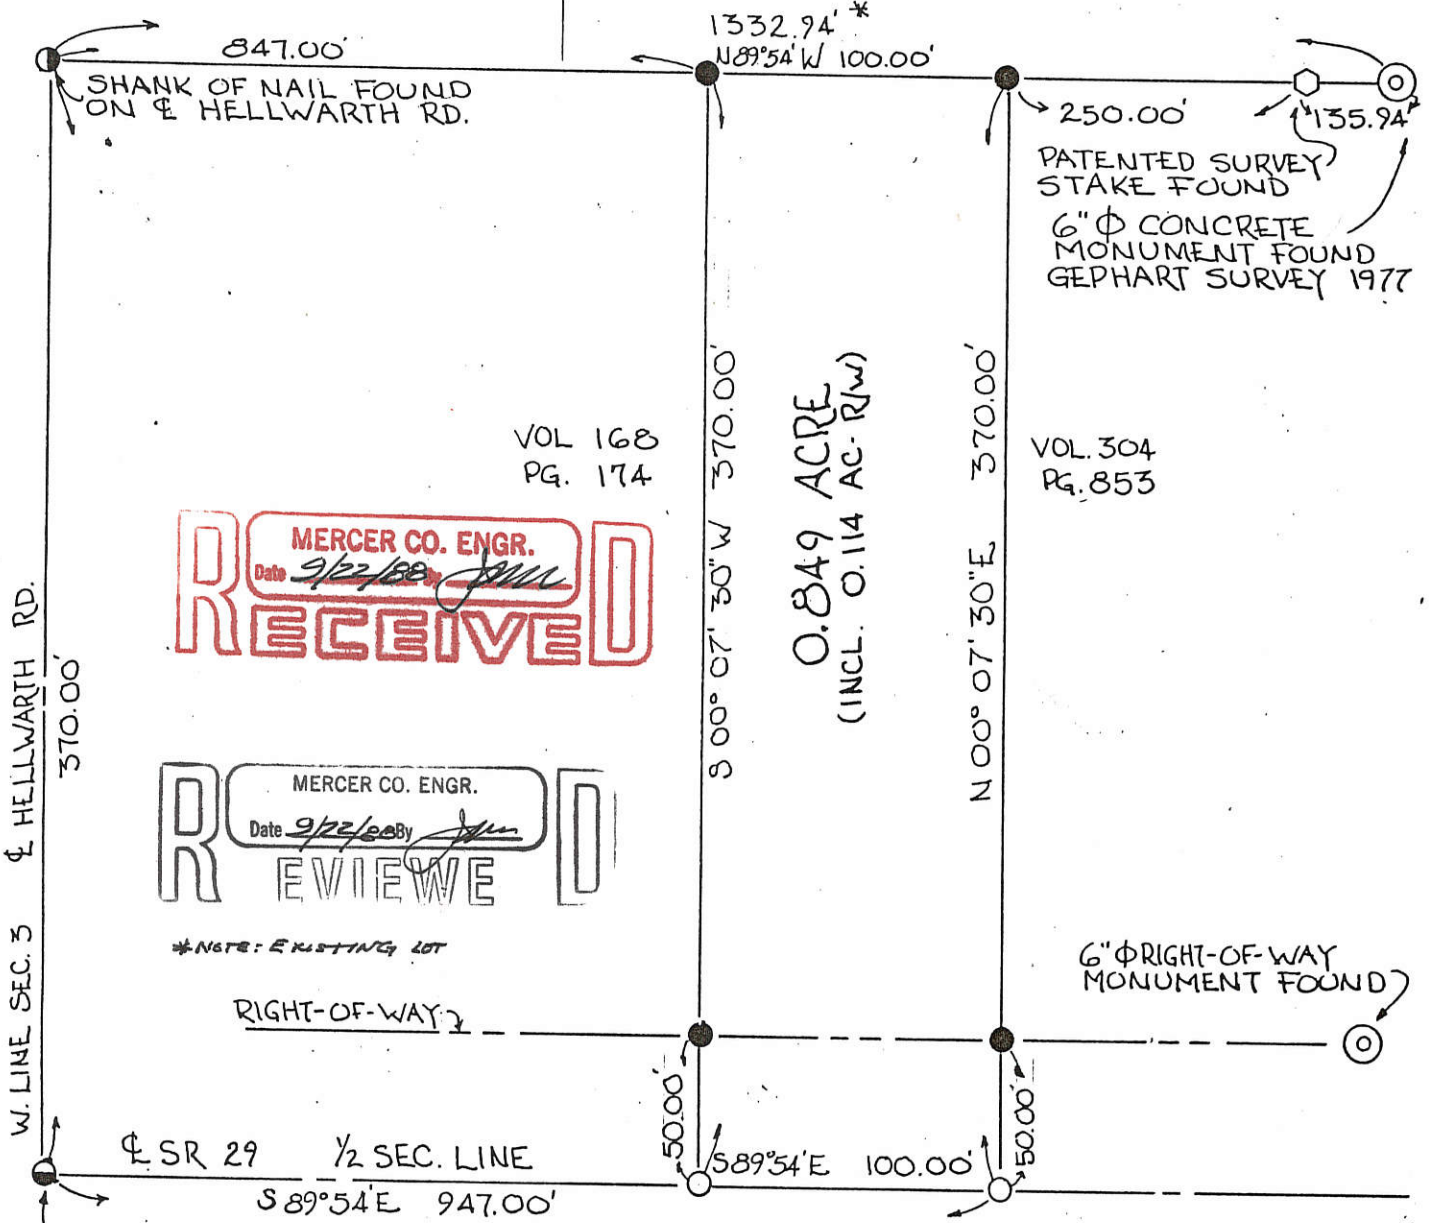 1332.94' *
847.00'
N89°54'W 100.00'
SHANK OF NAIL FOUND
ON ℄ HELLWARTH RD.
250.00'
135.94'
PATENTED SURVEY
STAKE FOUND
6"ϕ CONCRETE
MONUMENT FOUND
GEPHART SURVEY 1977
VOL 168
PG. 174
S 00° 07' 30" W 370.00'
0.849 ACRE
(INCL. 0.114 AC- R/W)
N 00° 07' 30" E 370.00'
VOL. 304
PG. 853
MERCER CO. ENGR.
Date 9/22/88 By
RECEIVED
W. LINE SEC. 3 ℄ HELLWARTH RD.
370.00'
MERCER CO. ENGR.
Date 9/22/88 By
REVIEWED
*NOTE: EXISTING LOT
6"ϕ RIGHT-OF-WAY
MONUMENT FOUND
RIGHT-OF-WAY
50.00'
50.00'
℄ SR 29 ½ SEC. LINE
S89°54'E 100.00'
S 89°54'E 947.00'